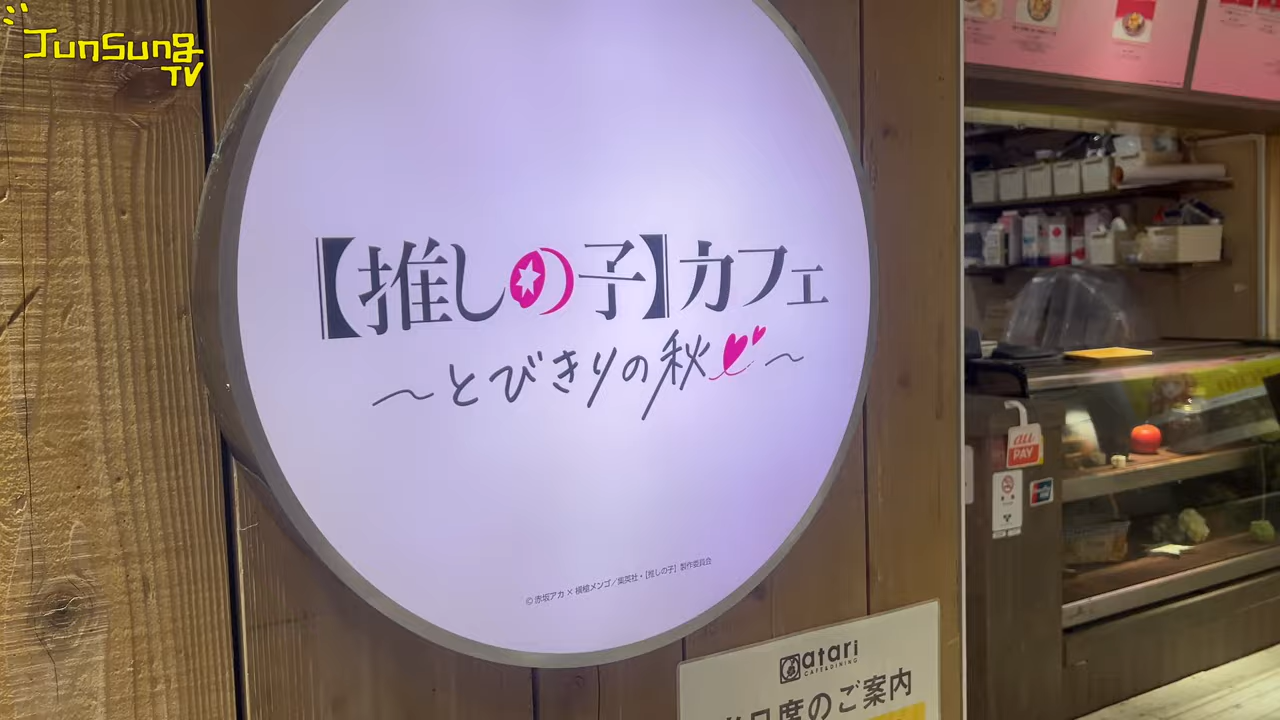 JunSung
TV
【推しの子】カフェ
～とびきりの秋～
©赤坂アカ×横槍メンゴ／集英社・【推しの子】製作委員会
au
PAY
atari
CAFE&DINING
席のご案内